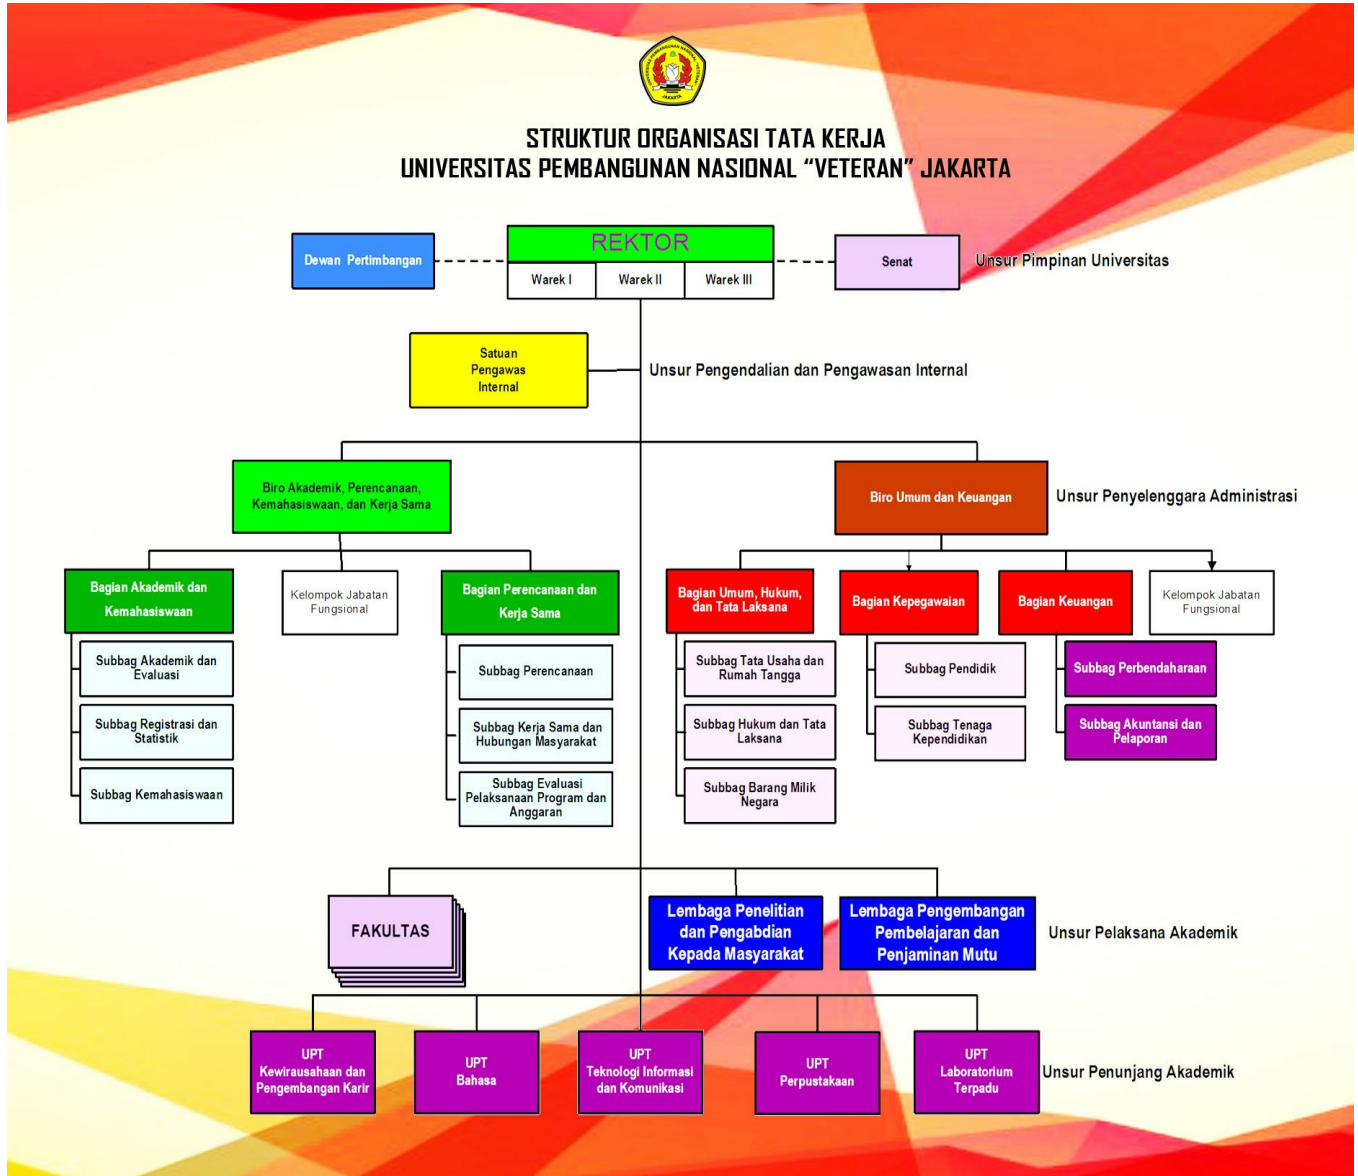 UNIVERSITAS PEMBANGUNAN NASIONAL "VETERAN"
JAKARTA
STRUKTUR ORGANISASI TATA KERJA
UNIVERSITAS PEMBANGUNAN NASIONAL “VETERAN” JAKARTA
Dewan Pertimbangan
REKTOR
Warek I
Warek II
Warek III
Senat
Unsur Pimpinan Universitas
Satuan
Pengawas
Internal
Unsur Pengendalian dan Pengawasan Internal
Biro Akademik, Perencanaan,
Kemahasiswaan, dan Kerja Sama
Biro Umum dan Keuangan
Unsur Penyelenggara Administrasi
Bagian Akademik dan
Kemahasiswaan
Kelompok Jabatan
Fungsional
Bagian Perencanaan dan
Kerja Sama
Bagian Umum, Hukum,
dan Tata Laksana
Bagian Kepegawaian
Bagian Keuangan
Kelompok Jabatan
Fungsional
Subbag Akademik dan
Evaluasi
Subbag Registrasi dan
Statistik
Subbag Kemahasiswaan
Subbag Perencanaan
Subbag Kerja Sama dan
Hubungan Masyarakat
Subbag Evaluasi
Pelaksanaan Program dan
Anggaran
Subbag Tata Usaha dan
Rumah Tangga
Subbag Hukum dan Tata
Laksana
Subbag Barang Milik
Negara
Subbag Pendidik
Subbag Tenaga
Kependidikan
Subbag Perbendaharaan
Subbag Akuntansi dan
Pelaporan
FAKULTAS
Lembaga Penelitian
dan Pengabdian
Kepada Masyarakat
Lembaga Pengembangan
Pembelajaran dan
Penjaminan Mutu
Unsur Pelaksana Akademik
UPT
Kewirausahaan dan
Pengembangan Karir
UPT
Bahasa
UPT
Teknologi Informasi
dan Komunikasi
UPT
Perpustakaan
UPT
Laboratorium
Terpadu
Unsur Penunjang Akademik